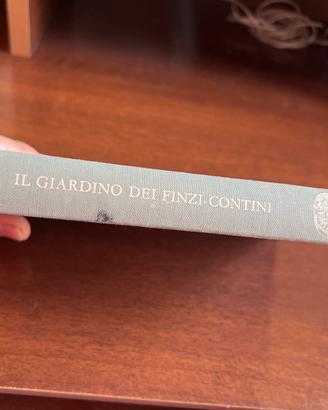 IL GIARDINO DEI FINZI-CONTINI